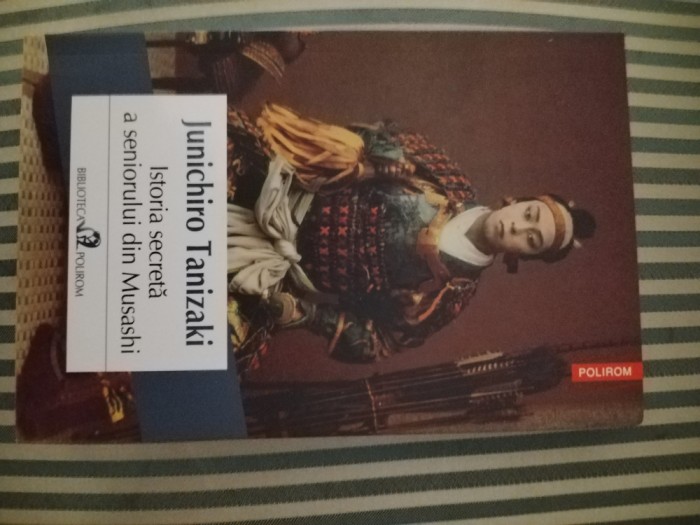 POLIROM
Junichiro Tanizaki
Istoria secretă
a seniorului din Musashi
BIBLIOTECA POLIROM